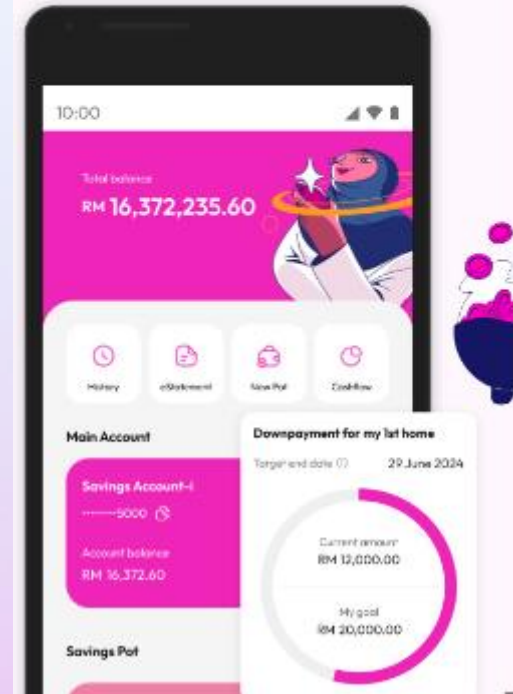 10:00
Total balance
RM 16,372,235.60
History
eStatement
New Pot
Cashflow
Main Account
Savings Account-i
5000
Account balance
RM 16,372.60
Savings Pot
Downpayment for my 1st home
Target end date
29 June 2024
Current amount
RM 12,000.00
My goal
RM 20,000.00